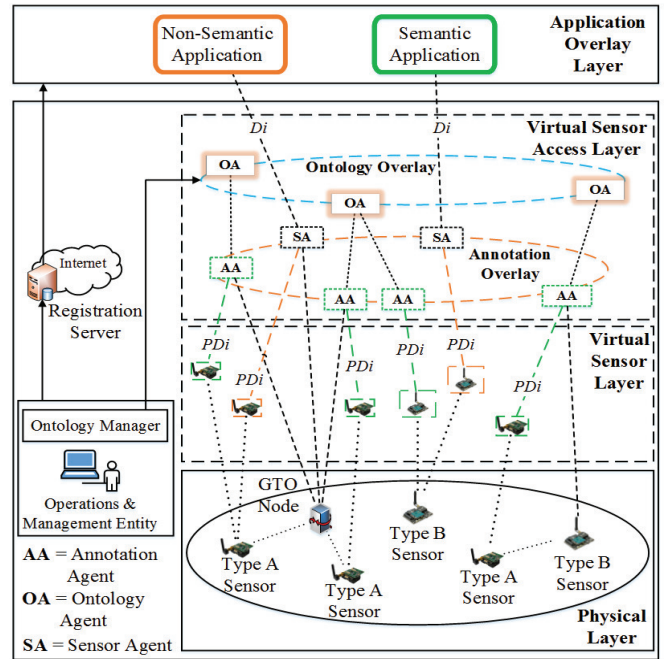 Non-Semantic
Application
Semantic
Application
Application
Overlay
Layer
Di
Di
Virtual Sensor
Access Layer
OA
Ontology Overlay
OA
OA
SA
SA
Annotation
Overlay
AA
AA
AA
AA
Internet
Registration
Server
PDi
PDi
PDi
PDi
PDi
PDi
Virtual
Sensor
Layer
Ontology Manager
Operations &
Management Entity
GTO
Node
Type A
Sensor
Type A
Sensor
Type B
Sensor
Type A
Sensor
Type B
Sensor
Physical
Layer
AA = Annotation
Agent
OA = Ontology
Agent
SA = Sensor Agent